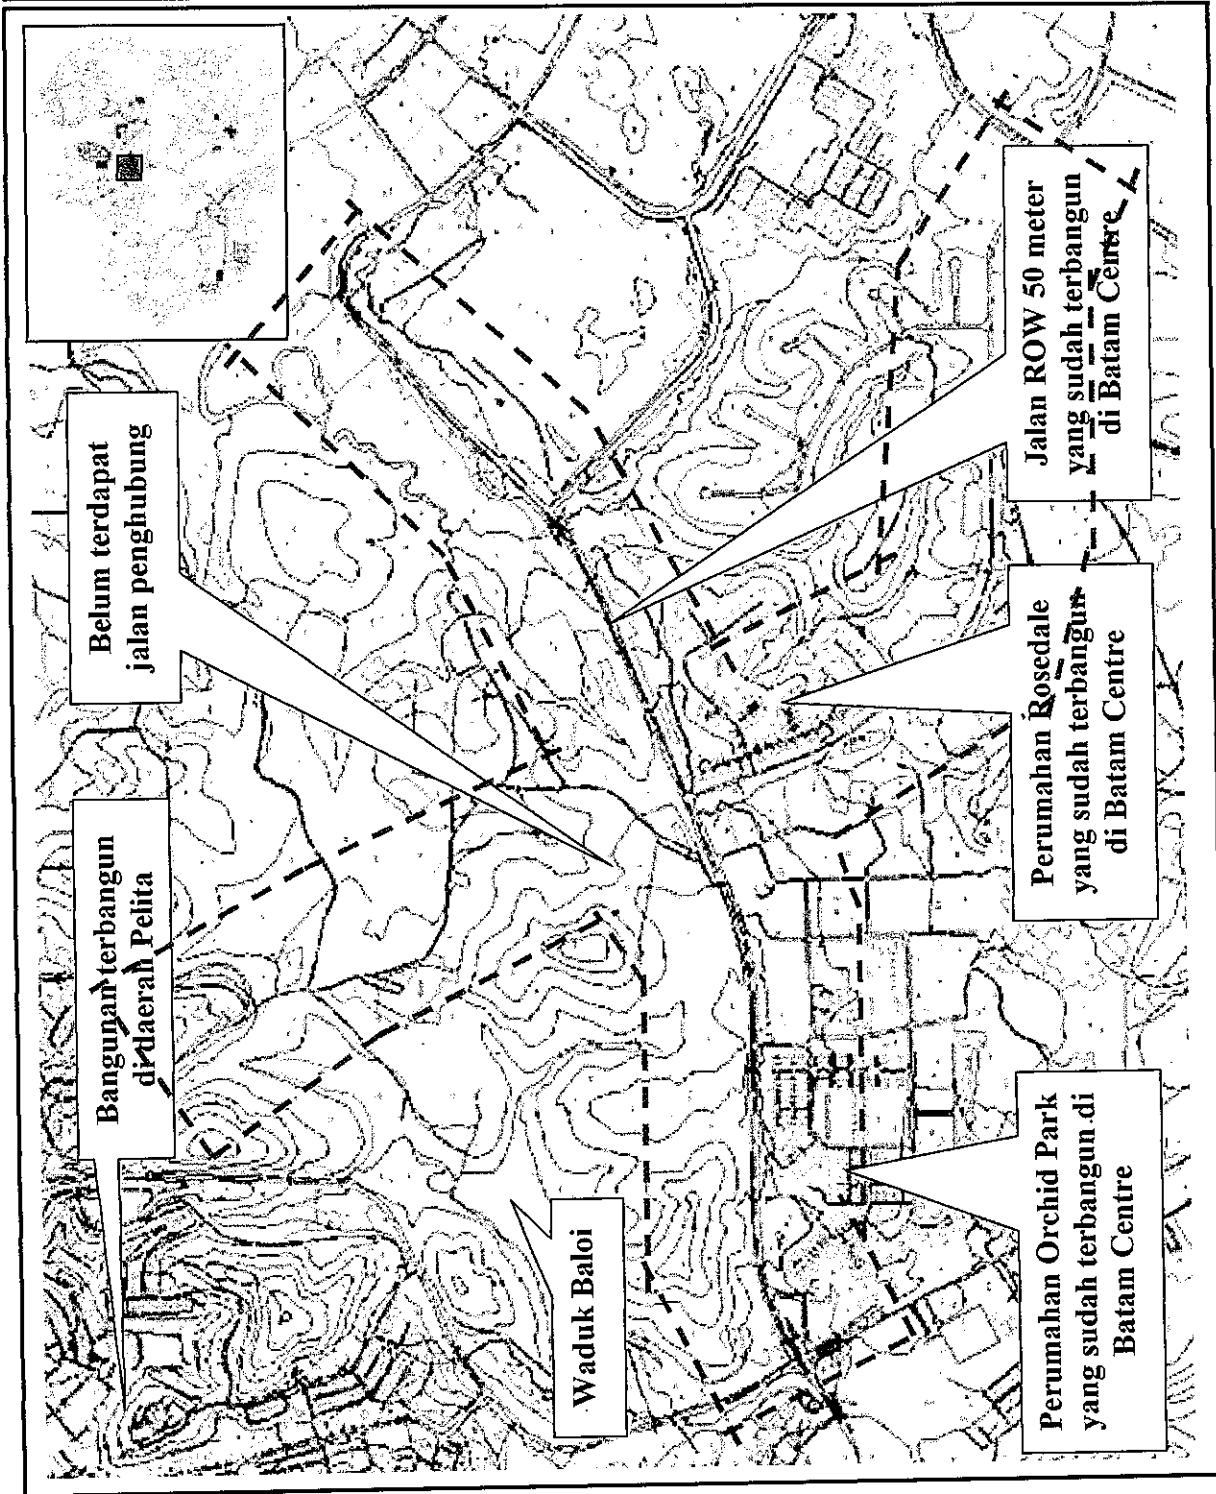 Bangunan terbangun
di daerah Pelita
Belum terdapat
jalan penghubung
Waduk Baloi
Perumahan Orchid Park
yang sudah terbangun di
Batam Centre
Perumahan Rosedale
yang sudah terbangun
di Batam Centre
Jalan ROW 50 meter
yang sudah terbangun
di Batam Centre